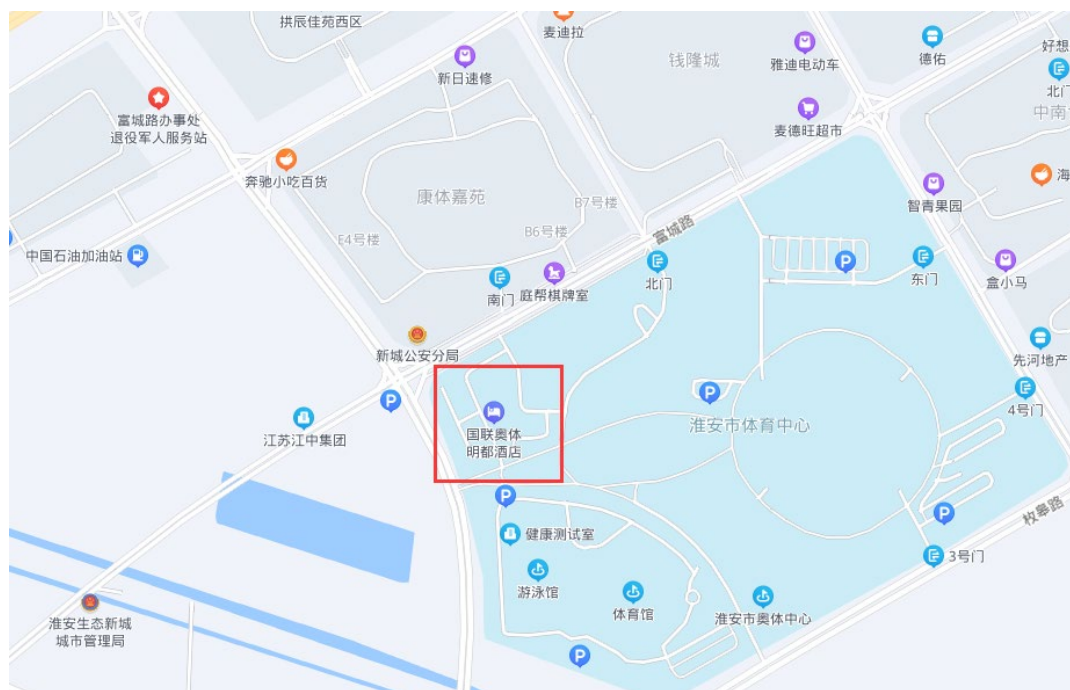 拱辰佳苑西区
麦迪拉
新日速修
钱隆城
雅迪电动车
德佑
好想
北门
中南
富城路办事处
退役军人服务站
麦德旺超市
奔驰小吃百货
康体嘉苑
B7号楼
智青果园
海
E4号楼
B6号楼
富城路
中国石油加油站
南门
庭帮棋牌室
北门
P
东门
盒小马
新城公安分局
先河地产
P
P
4号门
江苏江中集团
国联奥体
明都酒店
淮安市体育中心
P
P
枚皋路
健康测试室
3号门
游泳馆
体育馆
淮安市奥体中心
淮安生态新城
城市管理局
P